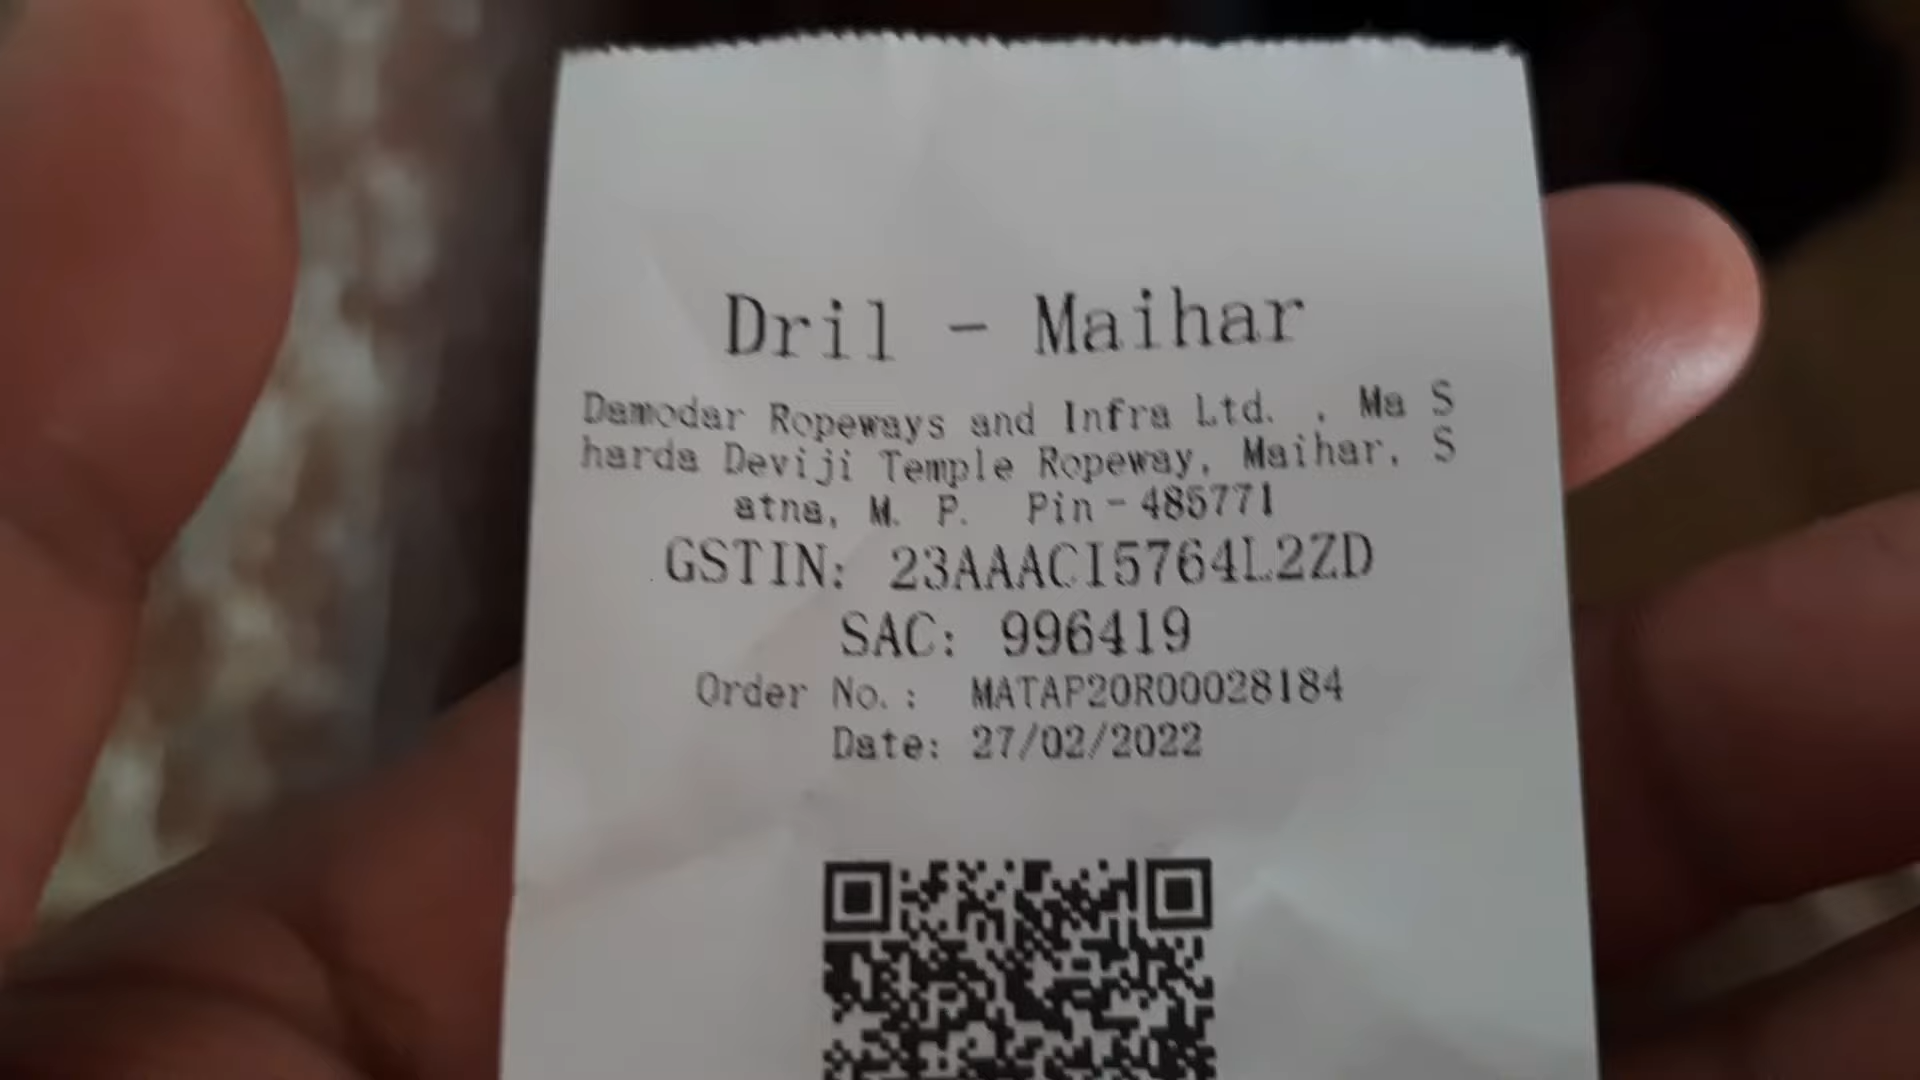 Dril - Maihar
Damodar Ropeways and Infra Ltd. , Ma S
harda Deviji Temple Ropeway, Maihar, S
atna, M. P. Pin-485771
GSTIN: 23AAACI5764L2ZD
SAC: 996419
Order No.: MATAP20R00028184
Date: 27/02/2022